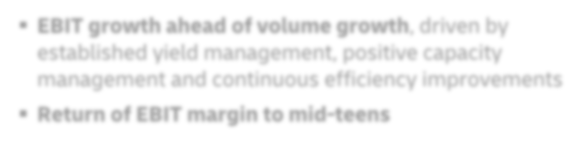 ▪ EBIT growth ahead of volume growth, driven by
established yield management, positive capacity
management and continuous efficiency improvements
▪ Return of EBIT margin to mid-teens